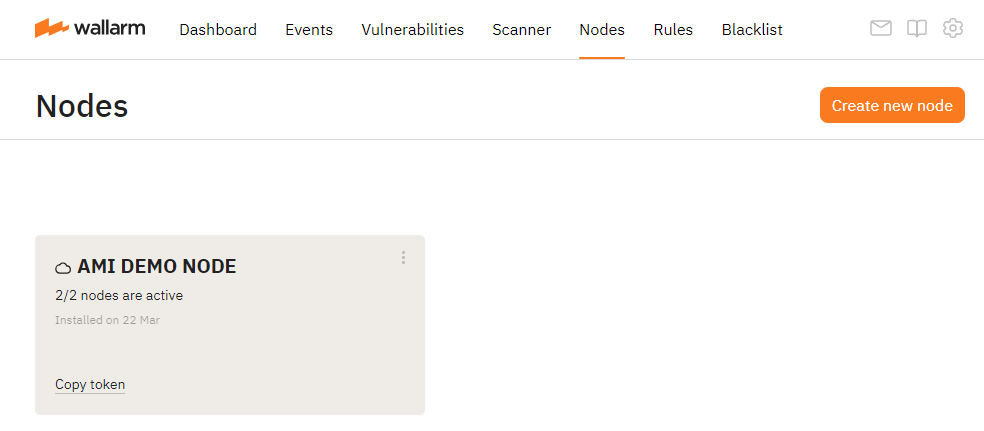 wallarm Dashboard Events Vulnerabilities Scanner Nodes Rules Blacklist
Nodes
Create new node
AMI DEMO NODE
2/2 nodes are active
Installed on 22 Mar
Copy token